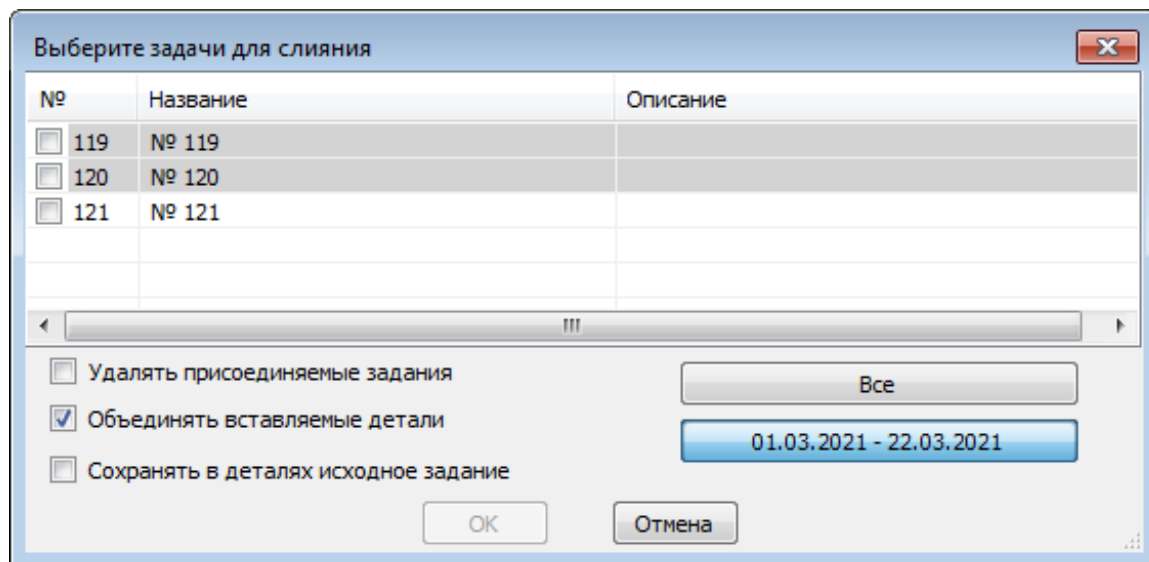 Выберите задачи для слияния
№ Название Описание
119 № 119
120 № 120
121 № 121
Удалять присоединяемые задания
Все
Объединять вставляемые детали
01.03.2021 - 22.03.2021
Сохранять в деталях исходное задание
OK Отмена